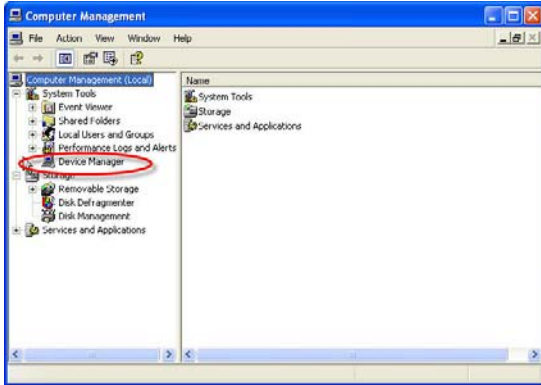 Computer Management
File Action View Window Help
Computer Management (Local)
System Tools
Event Viewer
Shared Folders
Local Users and Groups
Performance Logs and Alerts
Device Manager
Storage
Removable Storage
Disk Defragmenter
Disk Management
Services and Applications
Name
System Tools
Storage
Services and Applications